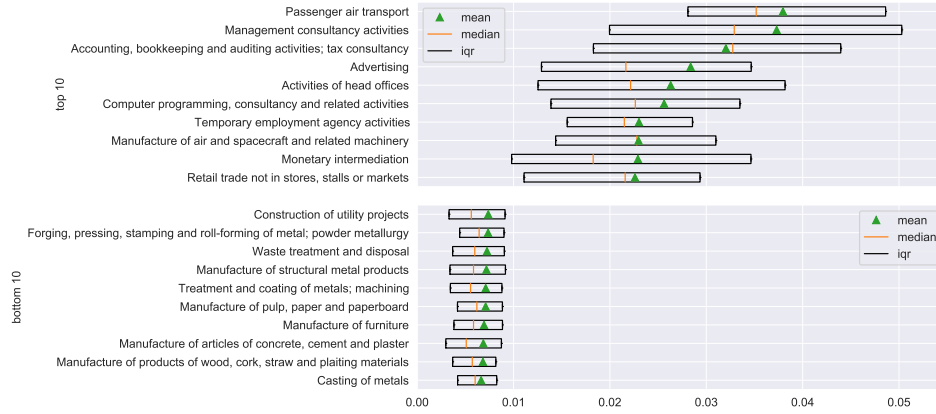 Passenger air transport
Management consultancy activities
Accounting, bookkeeping and auditing activities; tax consultancy
Advertising
Activities of head offices
Computer programming, consultancy and related activities
Temporary employment agency activities
Manufacture of air and spacecraft and related machinery
Monetary intermediation
Retail trade not in stores, stalls or markets
top 10
mean
median
iqr
Construction of utility projects
Forging, pressing, stamping and roll-forming of metal; powder metallurgy
Waste treatment and disposal
Manufacture of structural metal products
Treatment and coating of metals; machining
Manufacture of pulp, paper and paperboard
Manufacture of furniture
Manufacture of articles of concrete, cement and plaster
Manufacture of products of wood, cork, straw and plaiting materials
Casting of metals
bottom 10
mean
median
iqr
0.00 0.01 0.02 0.03 0.04 0.05